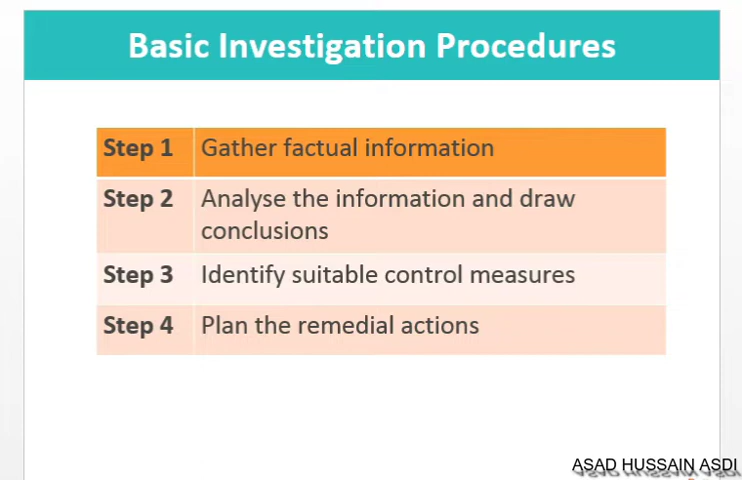 Basic Investigation Procedures
Step 1 Gather factual information
Step 2 Analyse the information and draw
conclusions
Step 3 Identify suitable control measures
Step 4 Plan the remedial actions
ASAD HUSSAIN ASDI